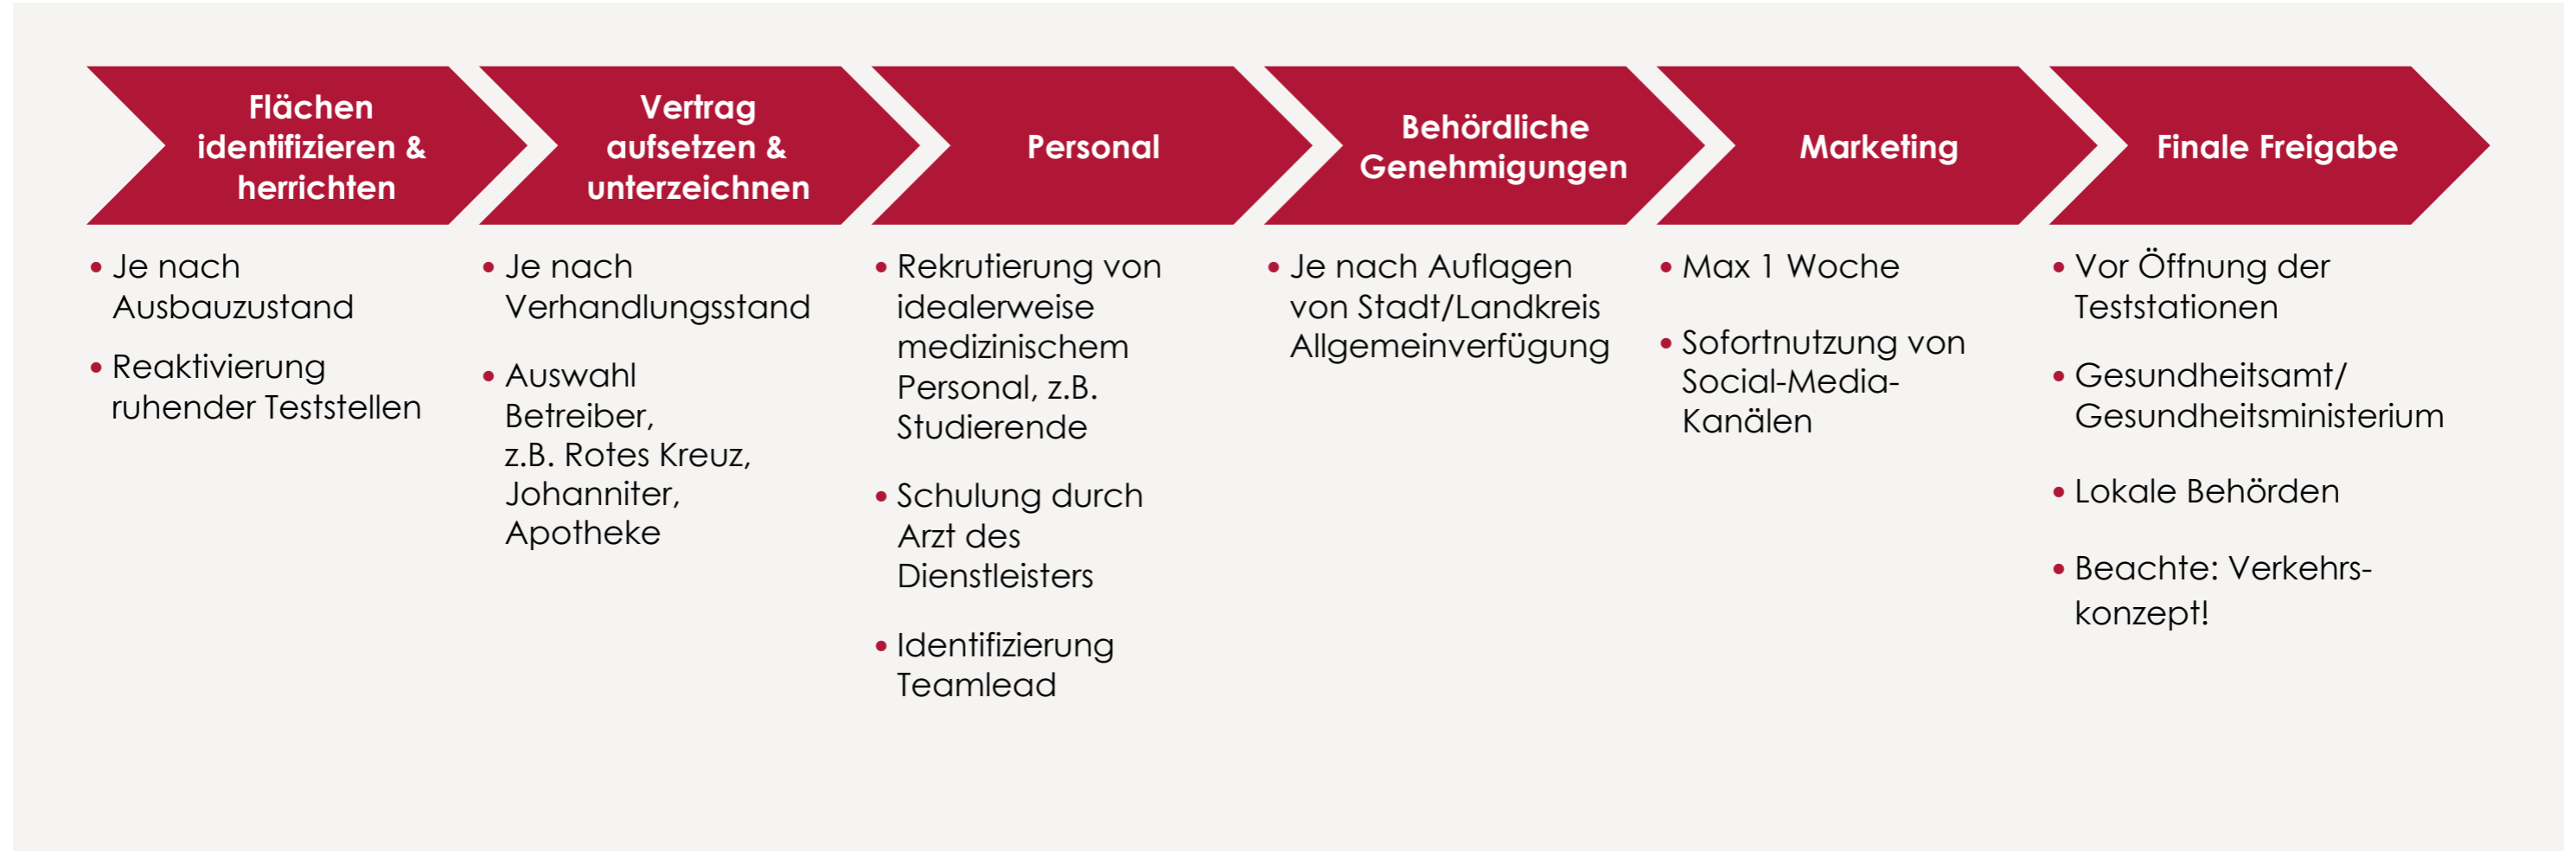 Flächen
identifizieren &
herrichten
• Je nach
Ausbauzustand
• Reaktivierung
ruhender Teststellen
Vertrag
aufsetzen &
unterzeichnen
• Je nach
Verhandlungsstand
• Auswahl
Betreiber,
z.B. Rotes Kreuz,
Johanniter,
Apotheke
Personal
• Rekrutierung von
idealerweise
medizinischem
Personal, z.B.
Studierende
• Schulung durch
Arzt des
Dienstleisters
• Identifizierung
Teamlead
Behördliche
Genehmigungen
• Je nach Auflagen
von Stadt/Landkreis
Allgemeinverfügung
Marketing
• Max 1 Woche
• Sofortnutzung von
Social-Media-
Kanälen
Finale Freigabe
• Vor Öffnung der
Teststationen
• Gesundheitsamt/
Gesundheitsministerium
• Lokale Behörden
• Beachte: Verkehrs-
konzept!